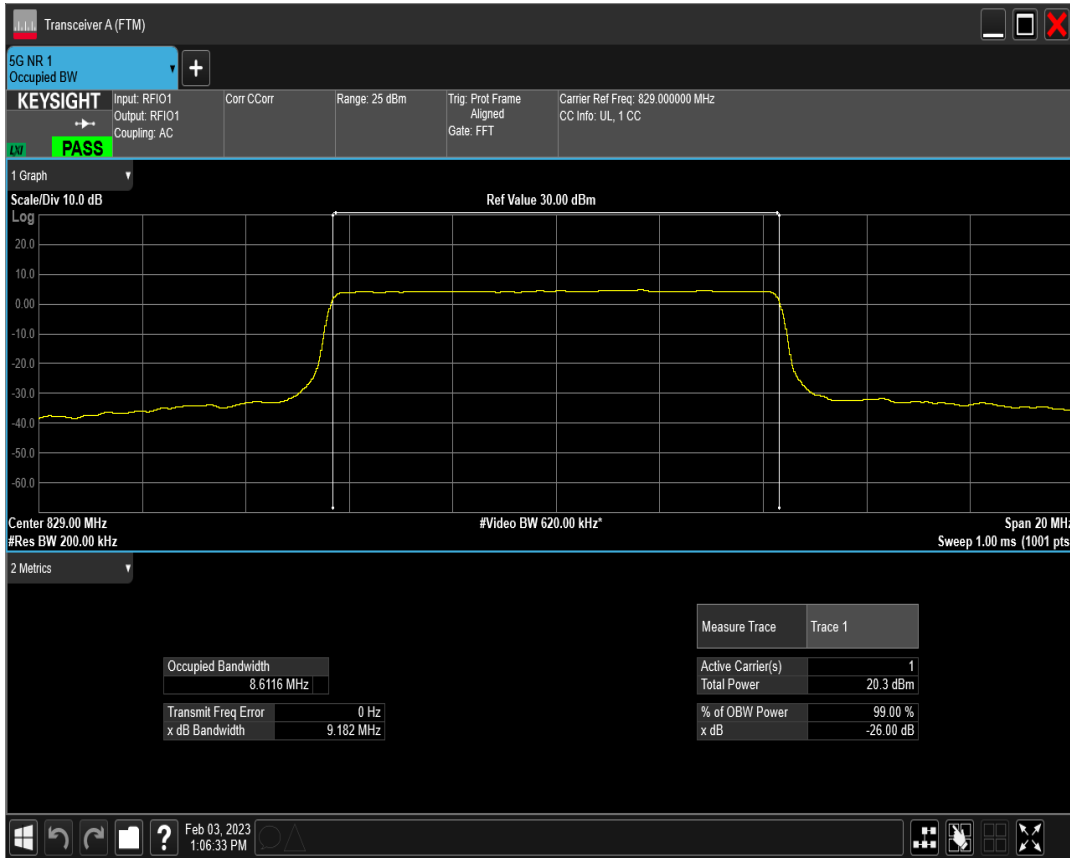 Transceiver A (FTM)
5G NR 1
Occupied BW
+
KEYSIGHT
LXI
PASS
Input: RFIO1
Output: RFIO1
Coupling: AC
Corr CCorr
Range: 25 dBm
Trig: Prot Frame
Aligned
Gate: FFT
Carrier Ref Freq: 829.000000 MHz
CC Info: UL, 1 CC
1 Graph
Scale/Div 10.0 dB
Ref Value 30.00 dBm
Log
20.0
10.0
0.00
-10.0
-20.0
-30.0
-40.0
-50.0
-60.0
Center 829.00 MHz
#Video BW 620.00 kHz*
Span 20 MHz
#Res BW 200.00 kHz
Sweep 1.00 ms (1001 pts
2 Metrics
Measure Trace Trace 1
Occupied Bandwidth
8.6116 MHz
Active Carrier(s) 1
Total Power 20.3 dBm
Transmit Freq Error 0 Hz
x dB Bandwidth 9.182 MHz
% of OBW Power 99.00 %
x dB -26.00 dB
?
Feb 03, 2023
1:06:33 PM